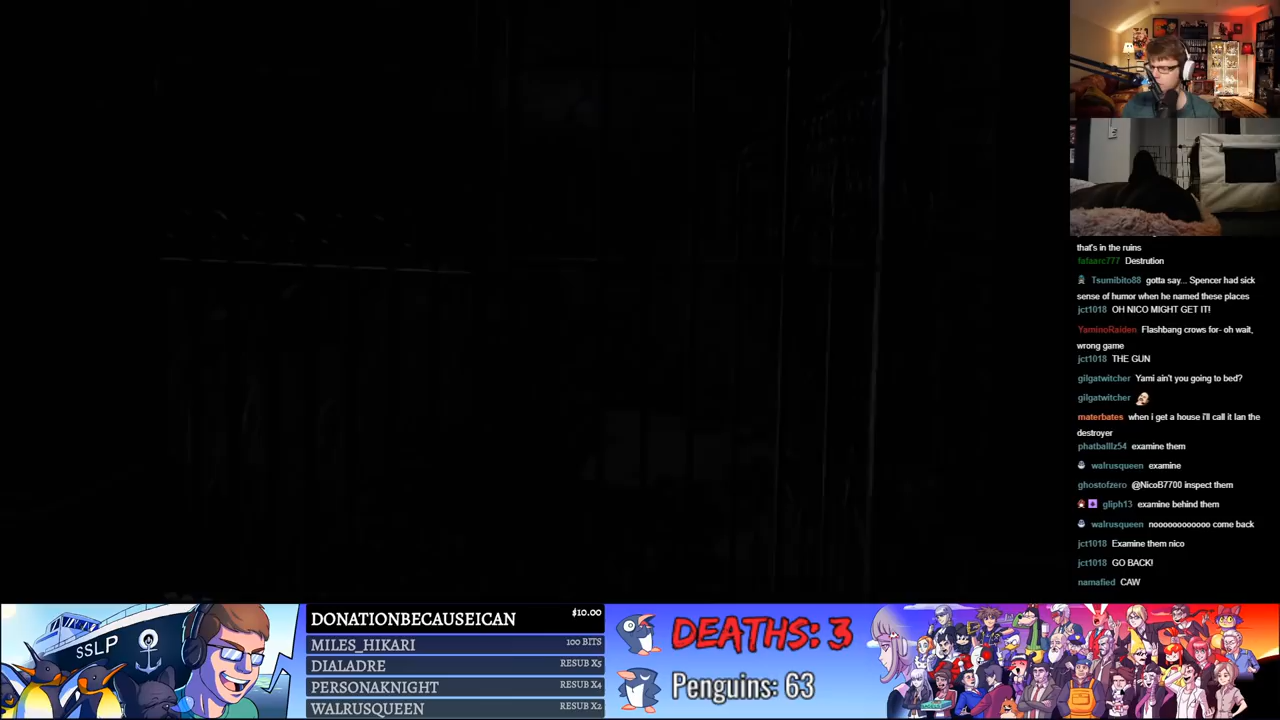 that's in the ruins
fafaarc777 Destrution
Tsumibito88 gotta say... Spencer had sick
sense of humor when he named these places
jct1018 OH NICO MIGHT GET IT!
YaminoRaiden Flashbang crows for- oh wait,
wrong game
jct1018 THE GUN
gilgatwitcher Yami ain't you going to bed?
gilgatwitcher
materbates when i get a house i'll call it Ian the
destroyer
phatballlz54 examine them
walrusqueen examine
ghostofzero @NicoB7700 inspect them
gliph13 examine behind them
walrusqueen noooooooooooo come back
jct1018 Examine them nico
jct1018 GO BACK!
namafied CAW
SSLP
DONATIONBECAUSEICAN $10.00
MILES_HIKARI 100 BITS
DIALADRE RESUB X5
PERSONAKNIGHT RESUB X4
WALRUSQUEEN RESUB X2
DEATHS: 3
Penguins: 63